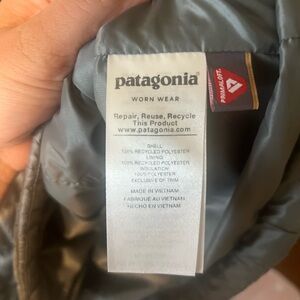 patagonia®
WORN WEAR
Repair, Reuse, Recycle
This Product
www.patagonia.com
SHELL
100% RECYCLED POLYESTER
LINING:
100% RECYCLED POLYESTER
INSULATION:
100% POLYESTER
EXCLUSIVE OF TRIM
MADE IN VIETNAM
FABRIQUÉ AU VIETNAM
HECHO EN VIETNAM
PRIMALOFT